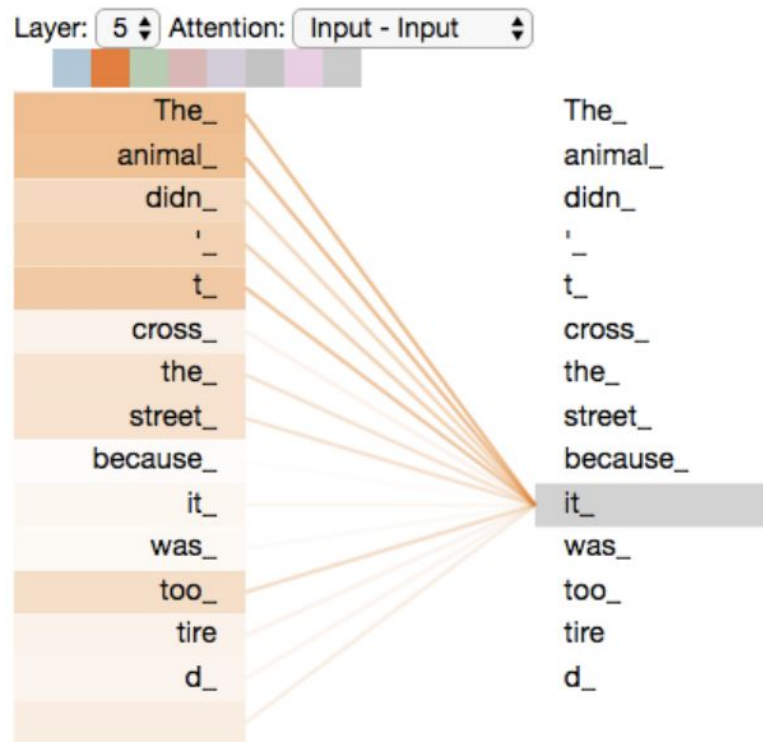 Layer: 5 Attention: Input - Input
The_ The_
animal_ animal_
didn_ didn_
'_ '_
t_ t_
cross_ cross_
the_ the_
street_ street_
because_ because_
it_ it_
was_ was_
too_ too_
tire tire
d_ d_